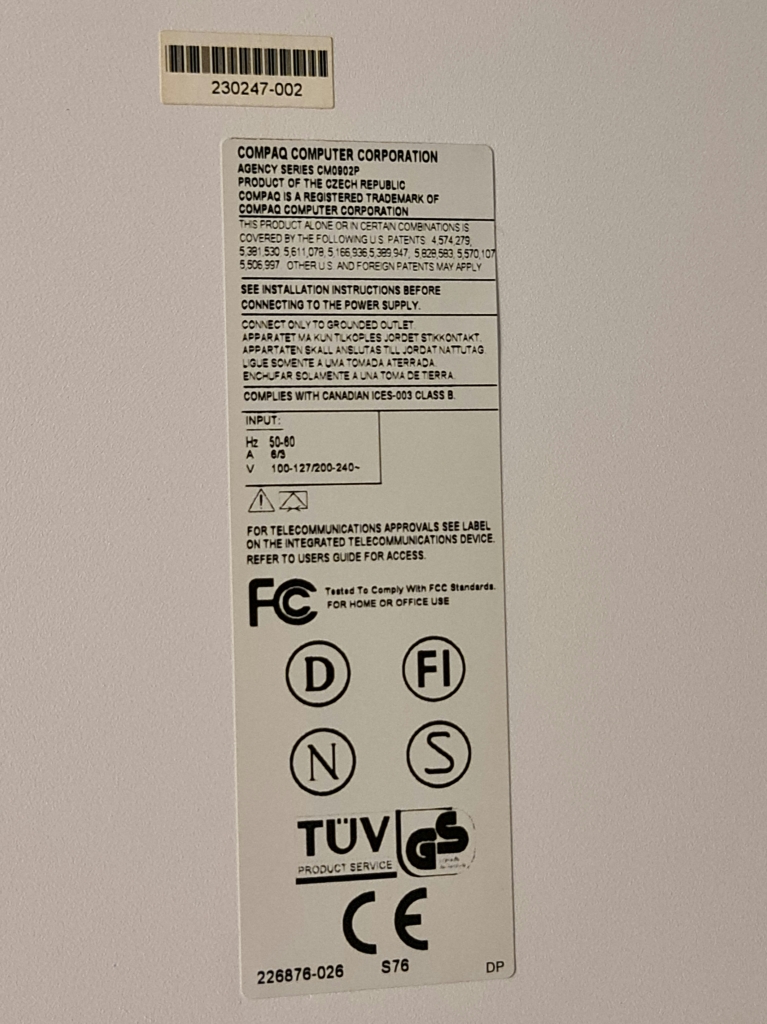 230247-002
COMPAQ COMPUTER CORPORATION
AGENCY SERIES CM0902P
PRODUCT OF THE CZECH REPUBLIC
COMPAQ IS A REGISTERED TRADEMARK OF
COMPAQ COMPUTER CORPORATION
THIS PRODUCT ALONE OR IN CERTAIN COMBINATIONS IS
COVERED BY THE FOLLOWING U.S. PATENTS: 4,574,279,
5,381,530 5,611,078, 5,166,936,5,389,947, 5,828,583, 5,570,107
5,506,997 OTHER U.S. AND FOREIGN PATENTS MAY APPLY
SEE INSTALLATION INSTRUCTIONS BEFORE
CONNECTING TO THE POWER SUPPLY.
CONNECT ONLY TO GROUNDED OUTLET.
APPARATET MA KUN TILKOPLES JORDET STIKKONTAKT.
APPARTATEN SKALL ANSLUTAS TILL JORDAT NATTUTAG.
LIGUE SOMENTE A UMA TOMADA ATERRADA.
ENCHUFAR SOLAMENTE A UNA TOMA DE TIERRA.
COMPLIES WITH CANADIAN ICES-003 CLASS B.
INPUT:
Hz 50-60
A 6/3
V 100-127/200-240~
FOR TELECOMMUNICATIONS APPROVALS SEE LABEL
ON THE INTEGRATED TELECOMMUNICATIONS DEVICE.
REFER TO USERS GUIDE FOR ACCESS.
FC Tested To Comply With FCC Standards.
FOR HOME OR OFFICE USE
D FI
N S
TÜV GS
PRODUCT SERVICE
CE
226876-026 S76 DP